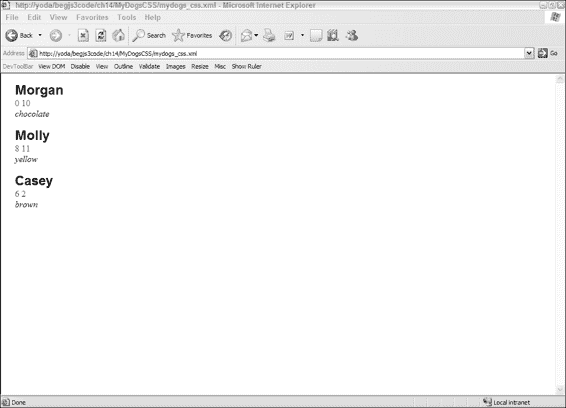 http://yoda/begjs3code/ch14/MyDogsCSS/mydogs_css.xml - Microsoft Internet Explorer
File Edit View Favorites Tools Help
Back Search Favorites
Address http://yoda/begjs3code/ch14/MyDogsCSS/mydogs_css.xml Go
DevToolBar View DOM Disable View Outline Validate Images Resize Misc Show Ruler
Morgan
0 10
chocolate
Molly
8 11
yellow
Casey
6 2
brown
Done Local intranet